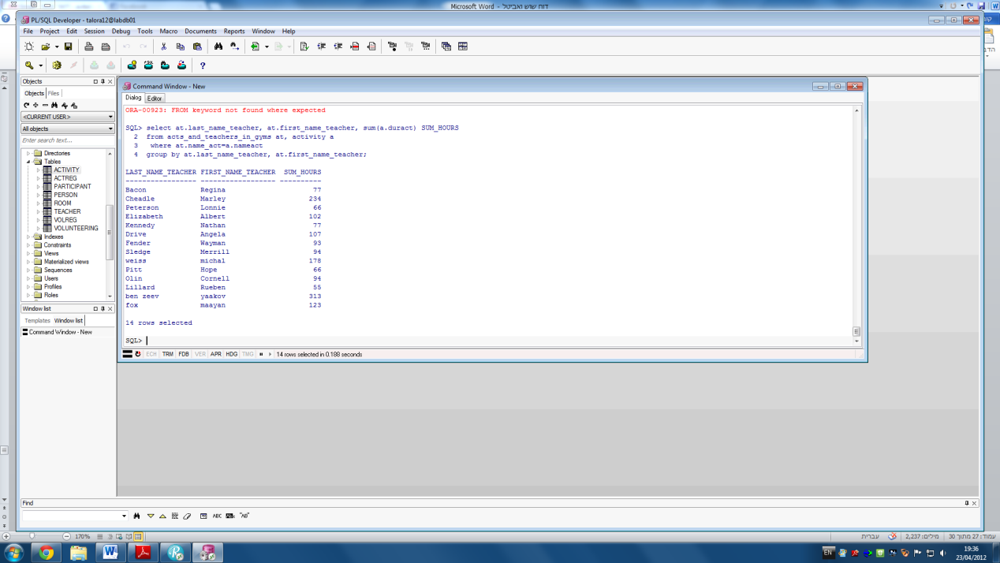 Microsoft Word - דוח שוש ואביטל
PL/SQL Developer - talora12@labdb01
File Project Edit Session Debug Tools Macro Documents Reports Window Help
Objects
Objects Files
<CURRENT USER>
All objects
Enter search text...
Directories
Tables
ACTIVITY
ACTREG
PARTICIPANT
PERSON
ROOM
TEACHER
VOLREG
VOLUNTEERING
Indexes
Constraints
Views
Materialized views
Sequences
Users
Profiles
Roles
Window list
Templates Window list
Command Window - New
Command Window - New
Dialog Editor
ORA-00923: FROM keyword not found where expected
SQL> select at.last_name_teacher, at.first_name_teacher, sum(a.duract) SUM_HOURS
2 from acts_and_teachers_in_gyms at, activity a
3 where at.name_act=a.nameact
4 group by at.last_name_teacher, at.first_name_teacher;
LAST_NAME_TEACHER FIRST_NAME_TEACHER SUM_HOURS
----------------- ------------------ ----------
Bacon Regina 77
Cheadle Marley 234
Peterson Lonnie 66
Elizabeth Albert 102
Kennedy Nathan 77
Drive Angela 107
Fender Wayman 93
Sledge Merrill 94
weiss michal 178
Pitt Hope 66
Olin Cornell 94
Lillard Rueben 55
ben zeev yaakov 313
fox maayan 123
14 rows selected
SQL>
ECH TRM FDB VER APR HDG TMG 14 rows selected in 0.188 seconds
Find
ABC "AB"
170%
עמוד: 27 מתוך 30 מילים: 2,237 עברית
EN
19:36
23/04/2012